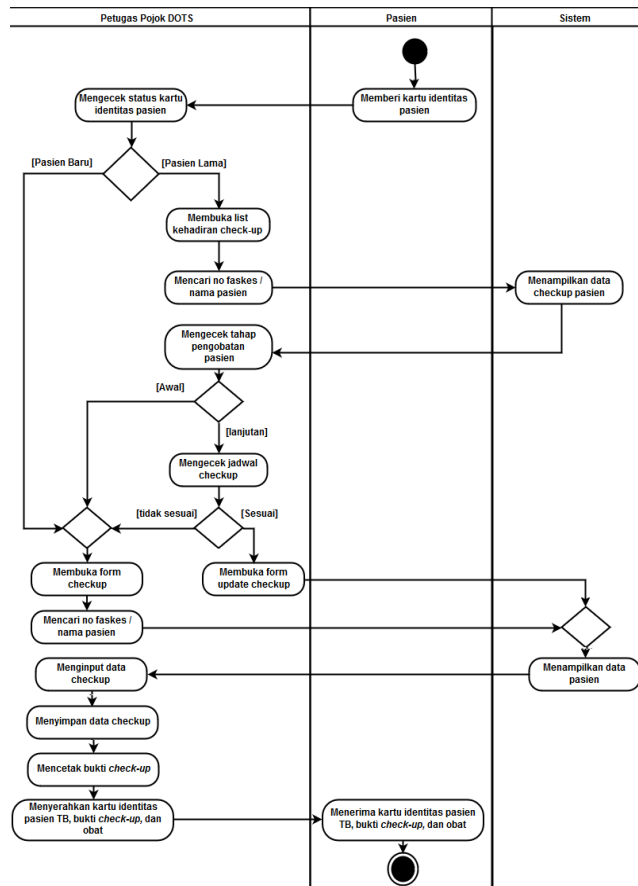 Petugas Pojok DOTS
Pasien
Sistem
Memberi kartu identitas
pasien
Mengecek status kartu
identitas pasien
[Pasien Baru]
[Pasien Lama]
Membuka list
kehadiran check-up
Mencari no faskes /
nama pasien
Menampilkan data
checkup pasien
Mengecek tahap
pengobatan
pasien
[Awal]
[lanjutan]
Mengecek jadwal
checkup
[tidak sesuai]
[Sesuai]
Membuka form
checkup
Membuka form
update checkup
Mencari no faskes /
nama pasien
Menampilkan data
pasien
Menginput data
checkup
Menyimpan data checkup
Mencetak bukti check-up
Menyerahkan kartu identitas
pasien TB, bukti check-up, dan
obat
Menerima kartu identitas pasien
TB, bukti check-up, dan obat